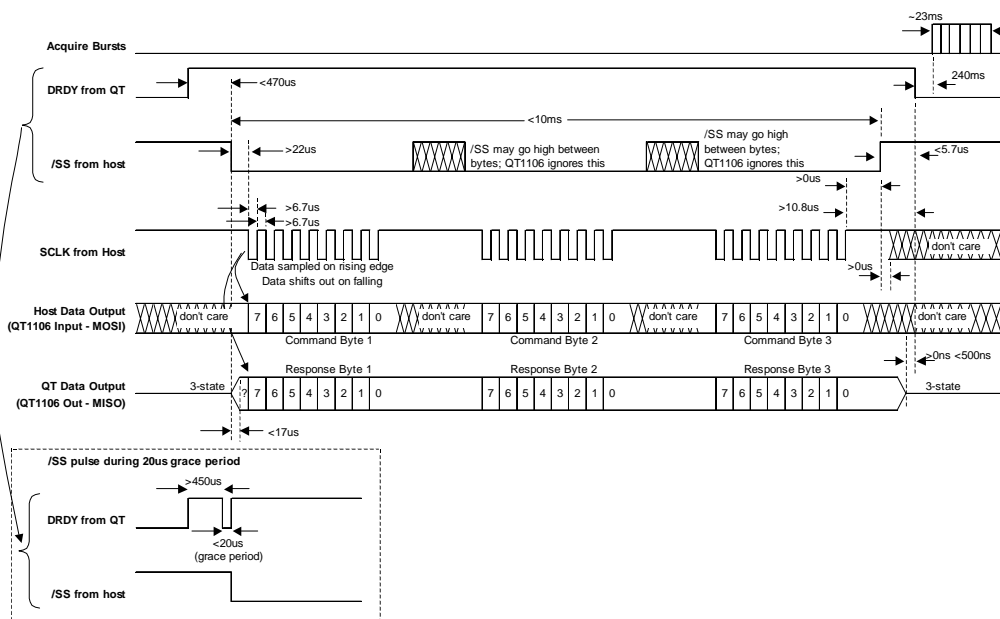 ~23ms
Acquire Bursts
DRDY from QT
<470us
240ms
<10ms
/SS from host
>22us
/SS may go high between
bytes; QT1106 ignores this
/SS may go high
between bytes;
QT1106 ignores this
<5.7us
>0us
>10.8us
>6.7us
>6.7us
SCLK from Host
Data sampled on rising edge
Data shifts out on falling
don't care
>0us
Host Data Output
(QT1106 Input - MOSI)
don't care
7 6 5 4 3 2 1 0
don't care
7 6 5 4 3 2 1 0
don't care
7 6 5 4 3 2 1 0
don't care
Command Byte 1
Command Byte 2
Command Byte 3
>0ns <500ns
QT Data Output
(QT1106 Out - MISO)
3-state
Response Byte 1
Response Byte 2
Response Byte 3
? 7 6 5 4 3 2 1 0
7 6 5 4 3 2 1 0
7 6 5 4 3 2 1 0
3-state
<17us
/SS pulse during 20us grace period
>450us
DRDY from QT
<20us
(grace period)
/SS from host